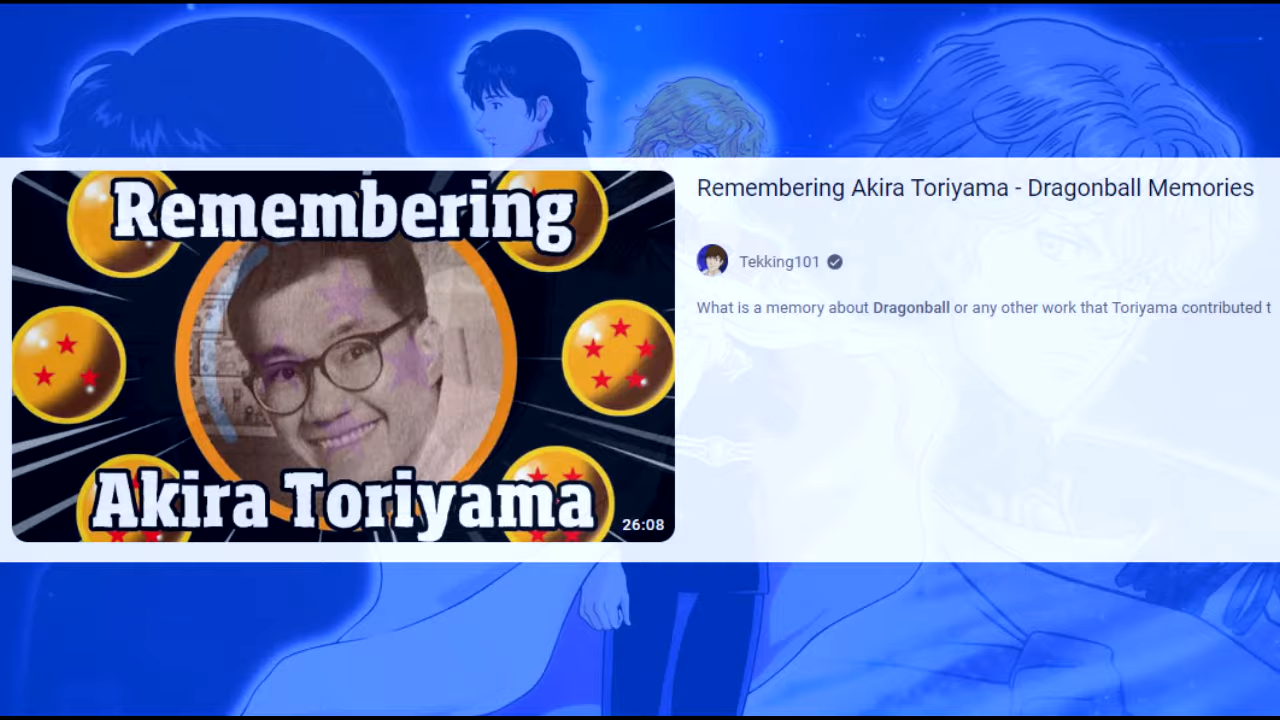 Remembering
Akira Toriyama
26:08
Remembering Akira Toriyama - Dragonball Memories
Tekking101
What is a memory about Dragonball or any other work that Toriyama contributed t